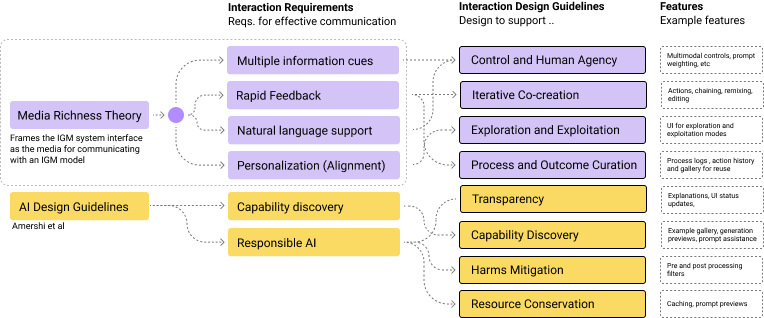 Interaction Requirements
Reqs. for effective communication
Interaction Design Guidelines
Design to support ..
Features
Example features
Media Richness Theory
Frames the IGM system interface
as the media for communicating
with an IGM model
AI Design Guidelines
Amershi et al
Multiple information cues
Rapid Feedback
Natural language support
Personalization (Alignment)
Capability discovery
Responsible AI
Control and Human Agency
Iterative Co-creation
Exploration and Exploitation
Process and Outcome Curation
Transparency
Capability Discovery
Harms Mitigation
Resource Conservation
Multimodal controls, prompt
weighting, etc
Actions, chaining, remixing,
editing
UI for exploration and
exploitation modes
Process logs , action history
and gallery for reuse
Explanations, UI status
updates,
Example gallery, generation
previews, prompt assistance
Pre and post processing
filters
Caching, prompt previews